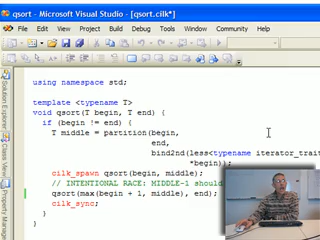 qsort - Microsoft Visual Studio - [qsort.cilk*]
File Edit View Project Build Debug Tools Window Community Help
Solution Explorer
Class View
Property Manager
using namespace std;
template <typename T>
void qsort(T begin, T end) {
if (begin != end) {
T middle = partition(begin,
end,
bind2nd(less<typename iterator_trai
*begin));
cilk_spawn qsort(begin, middle);
// INTENTIONAL RACE: MIDDLE-1 shoul
qsort(max(begin + 1, middle), end);
cilk_sync;
}
}